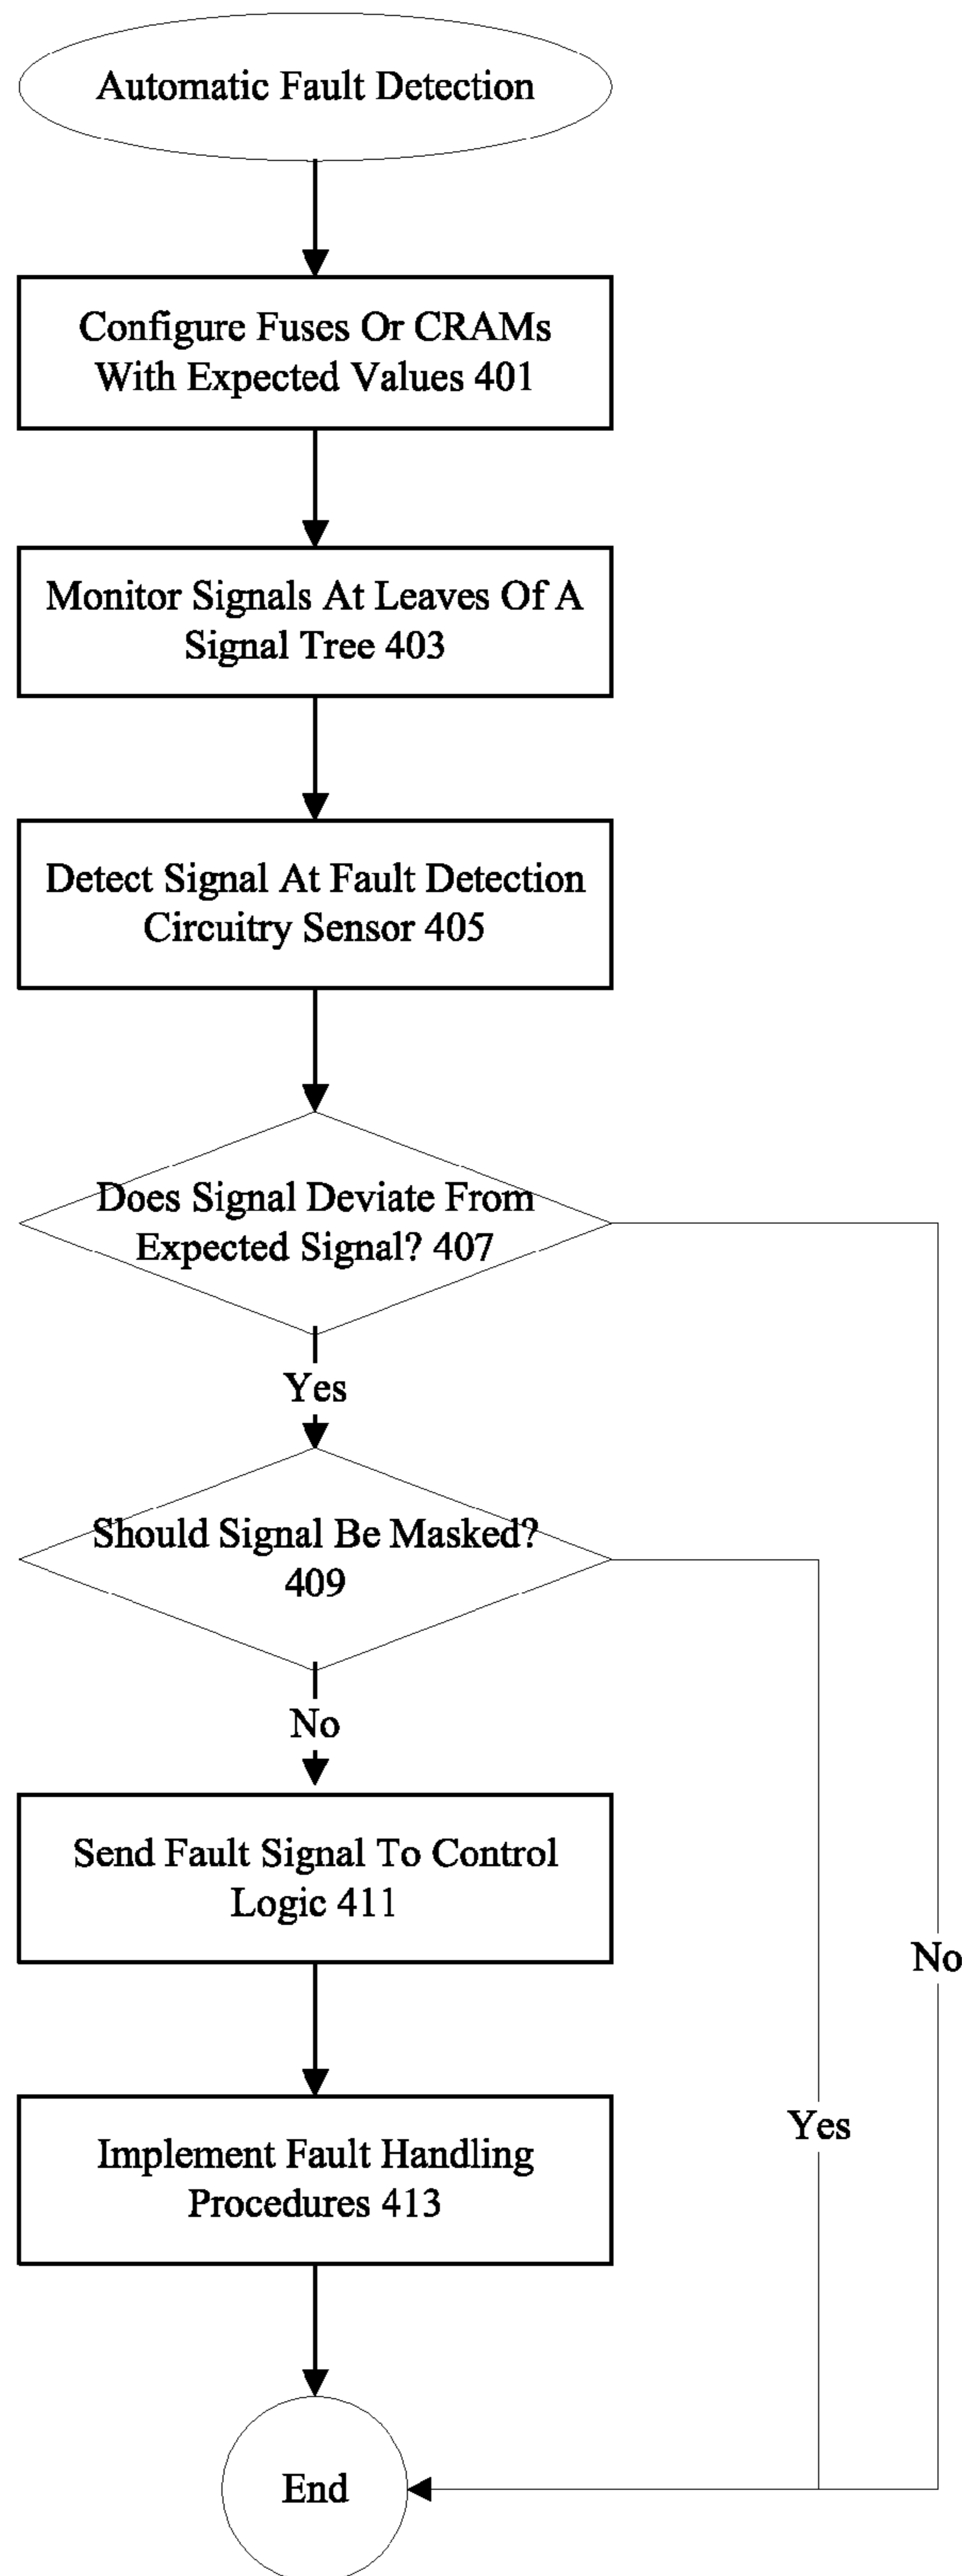 Automatic Fault Detection
Configure Fuses Or CRAMs
With Expected Values 401
Monitor Signals At Leaves Of A
Signal Tree 403
Detect Signal At Fault Detection
Circuitry Sensor 405
Does Signal Deviate From
Expected Signal? 407
Yes
Should Signal Be Masked?
409
No
Send Fault Signal To Control
Logic 411
No
Yes
Implement Fault Handling
Procedures 413
End